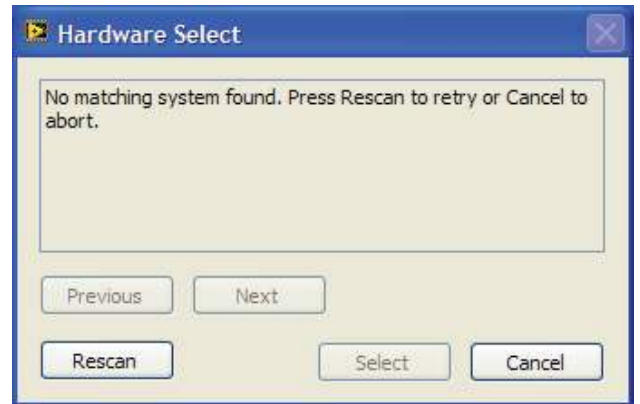 Hardware Select
No matching system found. Press Rescan to retry or Cancel to
abort.
Previous Next
Rescan Select Cancel